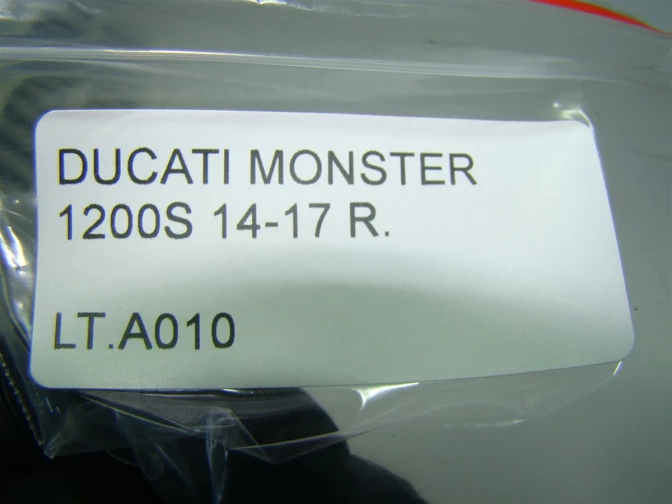 DUCATI MONSTER
1200S 14-17 R.
LT.A010